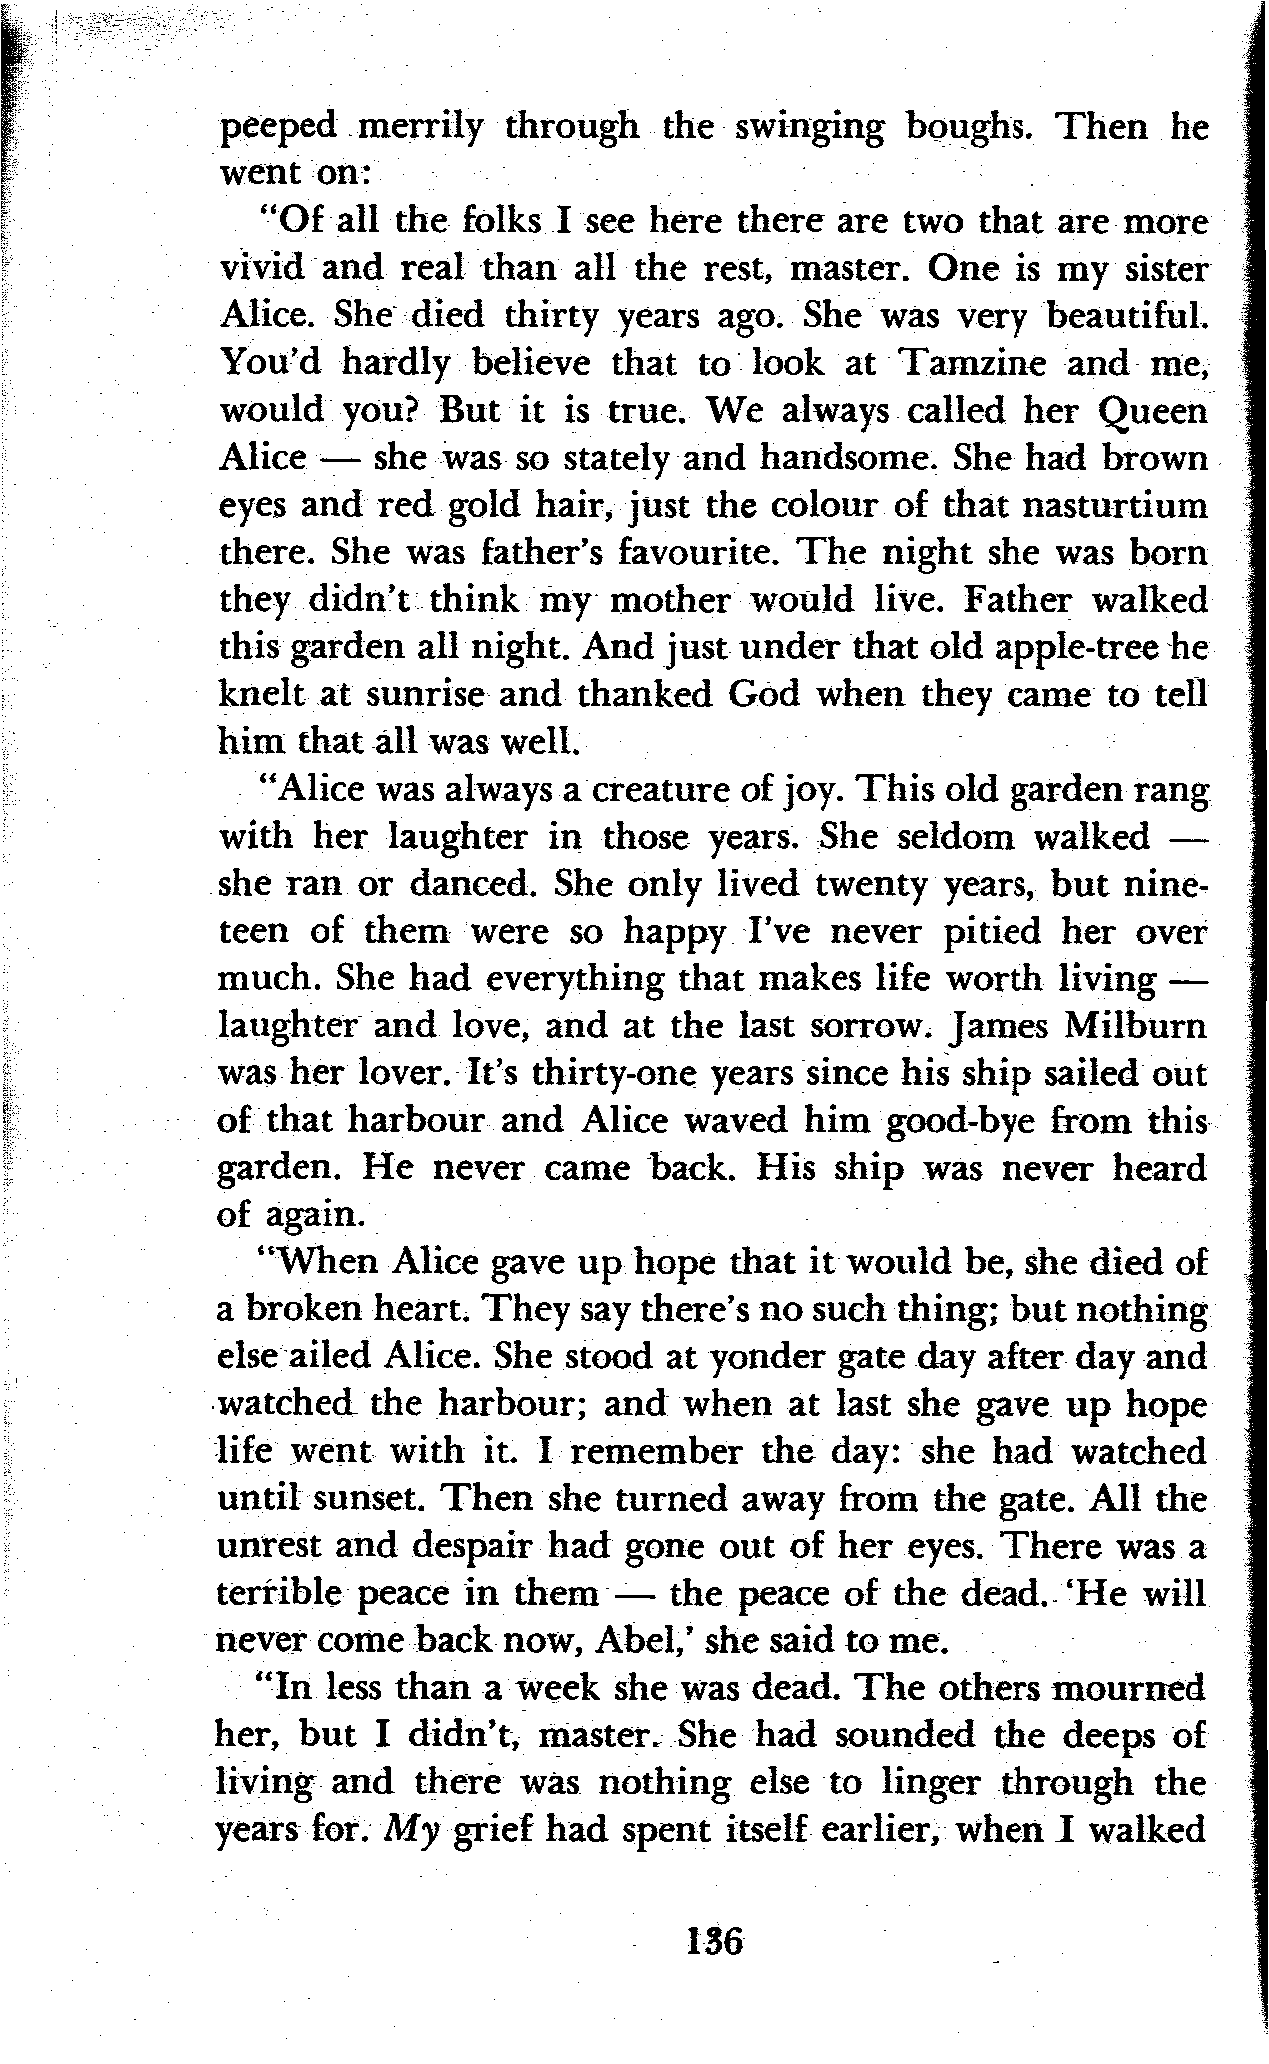 peeped merrily through the swinging boughs. Then he
went on:
“Of all the folks I see here there are two that are more
vivid and real than all the rest, master. One is my sister
Alice. She died thirty years ago. She was very beautiful.
You’d hardly believe that to look at Tamzine and me,
would you? But it is true. We always called her Queen
Alice — she was so stately and handsome. She had brown
eyes and red gold hair, just the colour of that nasturtium
there. She was father’s favourite. The night she was born
they didn’t think my mother would live. Father walked
this garden all night. And just under that old apple-tree he
knelt at sunrise and thanked God when they came to tell
him that all was well.
“Alice was always a creature of joy. This old garden rang
with her laughter in those years. She seldom walked —
she ran or danced. She only lived twenty years, but nine-
teen of them were so happy I’ve never pitied her over
much. She had everything that makes life worth living —
laughter and love, and at the last sorrow. James Milburn
was her lover. It’s thirty-one years since his ship sailed out
of that harbour and Alice waved him good-bye from this
garden. He never came back. His ship was never heard
of again.
“When Alice gave up hope that it would be, she died of
a broken heart. They say there’s no such thing; but nothing
else ailed Alice. She stood at yonder gate day after day and
watched the harbour; and when at last she gave up hope
life went with it. I remember the day: she had watched
until sunset. Then she turned away from the gate. All the
unrest and despair had gone out of her eyes. There was a
terrible peace in them — the peace of the dead. ‘He will
never come back now, Abel,’ she said to me.
“In less than a week she was dead. The others mourned
her, but I didn’t, master. She had sounded the deeps of
living and there was nothing else to linger through the
years for. My grief had spent itself earlier, when I walked
136